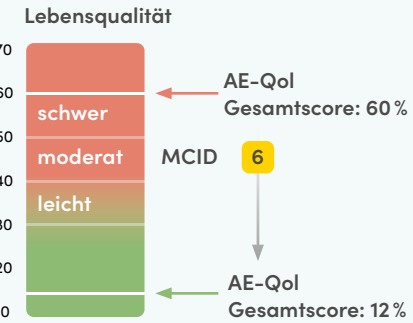 Lebensqualität
70
60
50
40
30
20
schwer
moderat
leicht
AE-Qol
Gesamtscore: 60 %
MCID 6
AE-Qol
Gesamtscore: 12 %